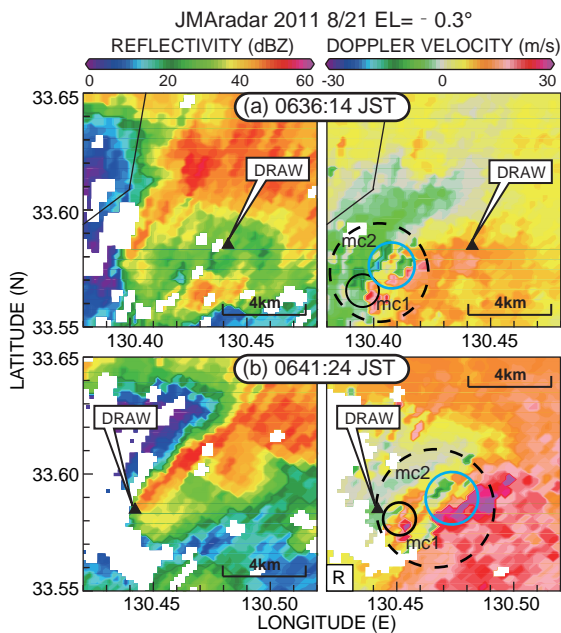 JMAradar 2011 8/21 EL= - 0.3°
REFLECTIVITY (dBZ) DOPPLER VELOCITY (m/s)
0 20 40 60 -30 0 30
33.65
(a) 0636:14 JST
DRAW DRAW
33.60
mc2
mc1
4km 4km
33.55
130.40 130.45 130.40 130.45
LATITUDE (N)
33.65
(b) 0641:24 JST
4km
DRAW DRAW
mc2
33.60
mc1
4km
R
33.55
130.45 130.50 130.45 130.50
LONGITUDE (E)